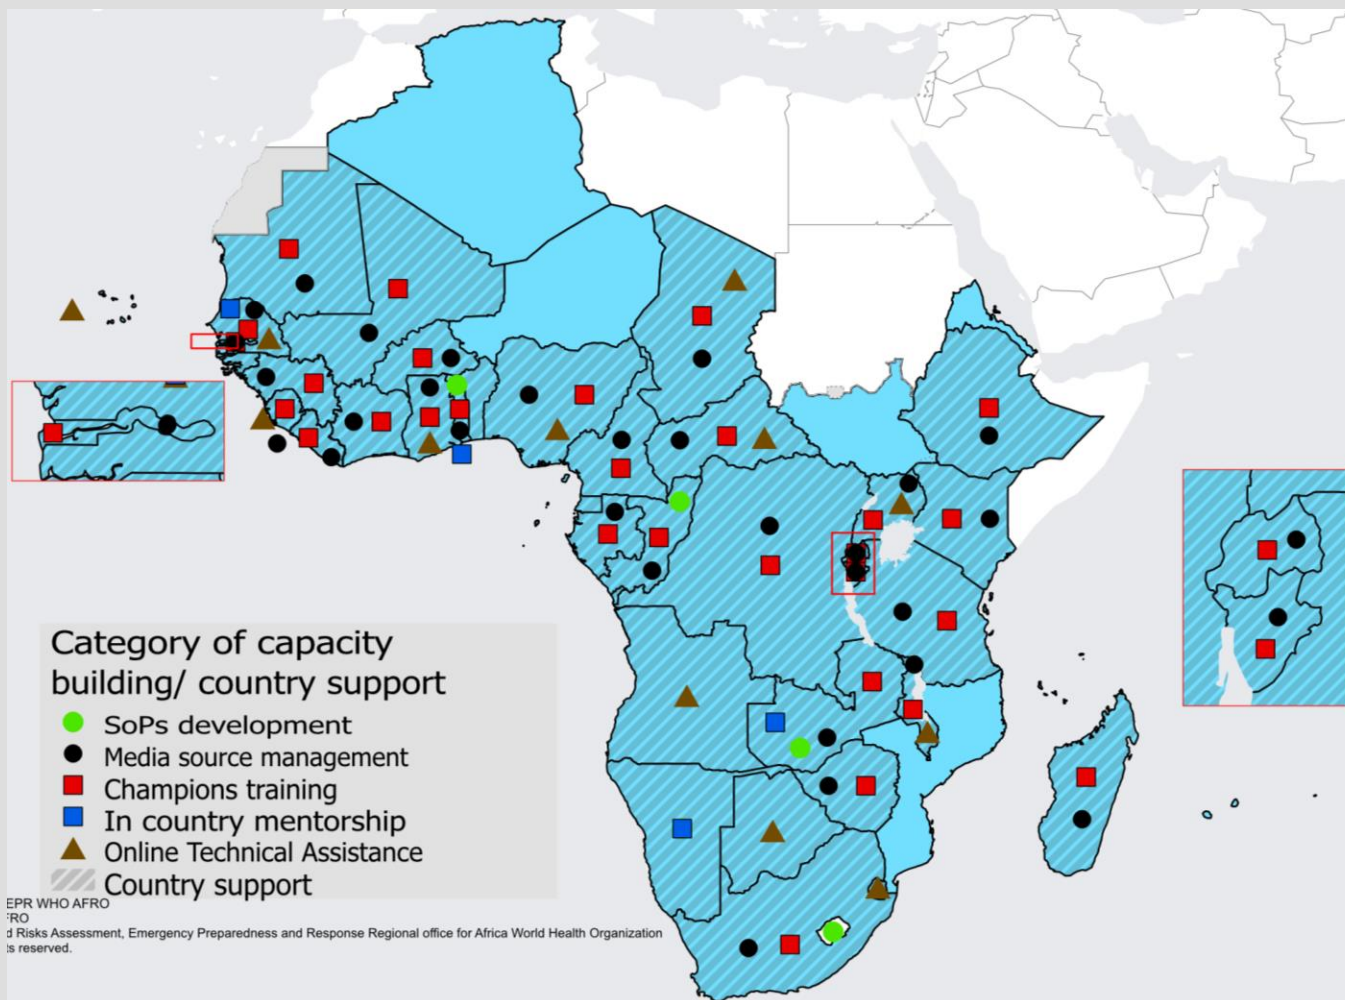 Category of capacity
building/ country support
SoPs development
Media source management
Champions training
In country mentorship
Online Technical Assistance
Country support
EPR WHO AFRO
FRO
d Risks Assessment, Emergency Preparedness and Response Regional office for Africa World Health Organization
ts reserved.